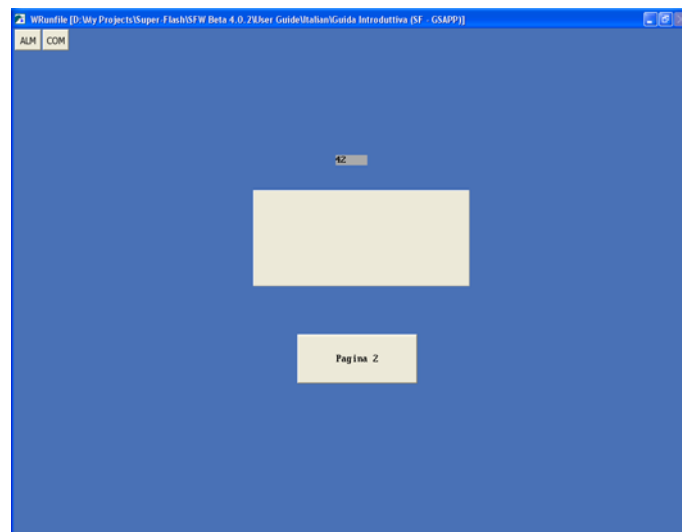 WRunfile [D:\My Projects\Super-Flash\SFW Beta 4.0.2\User Guide\Italian\Guida Introduttiva (SF - GSAPP)]
ALM COM
42
Pagina 2